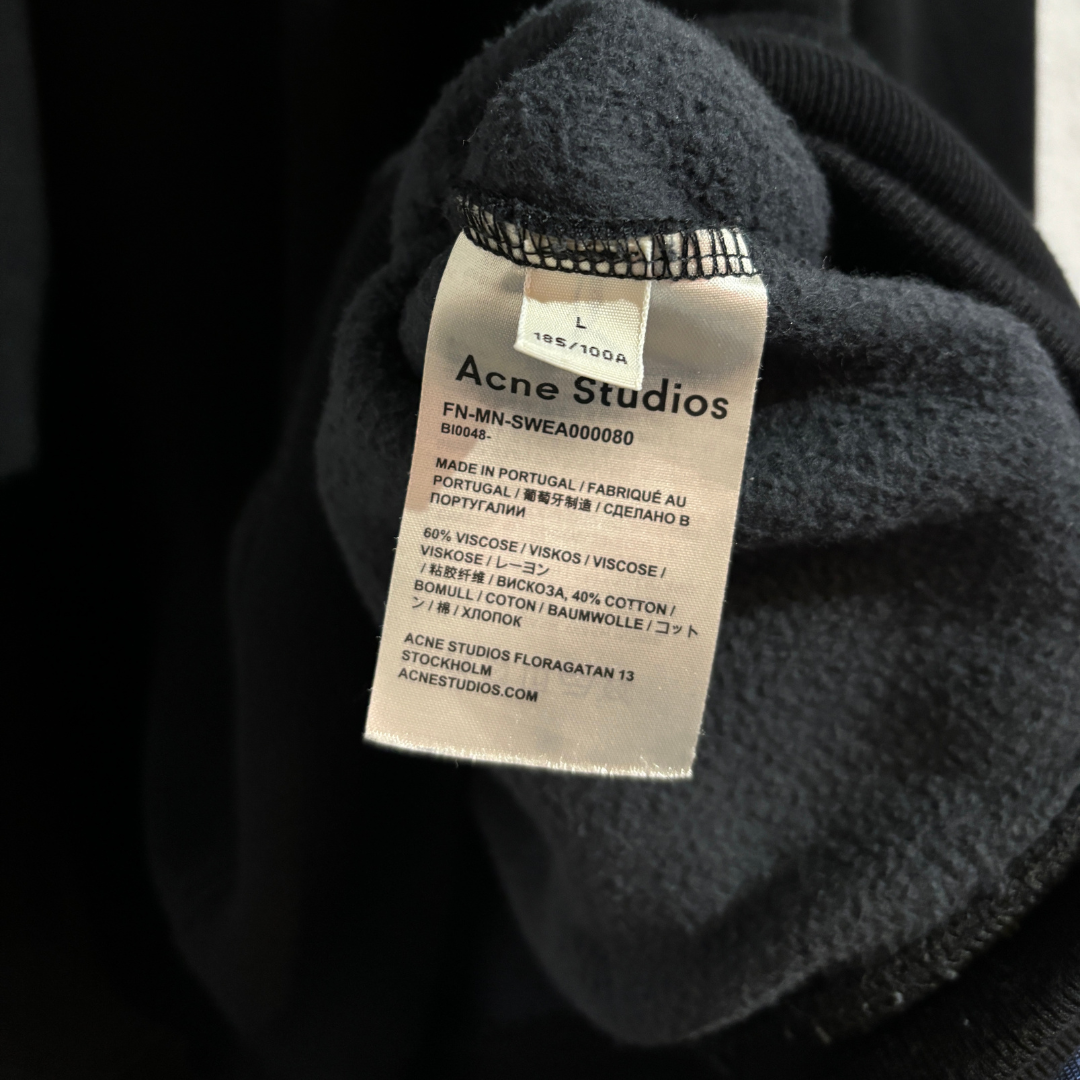 L
185/100A
Acne Studios
FN-MN-SWEA000080
BI0048-
MADE IN PORTUGAL / FABRIQUÉ AU
PORTUGAL / 葡萄牙制造 / СДЕЛАНО В
ПОРТУГАЛИИ
60% VISCOSE / VISKOS / VISCOSE /
VISKOSE / レーヨン
/ 粘胶纤维 / ВИСКОЗА, 40% COTTON /
BOMULL / COTON / BAUMWOLLE / コット
ン / 棉 / ХЛОПОК
ACNE STUDIOS FLORAGATAN 13
STOCKHOLM
ACNESTUDIOS.COM